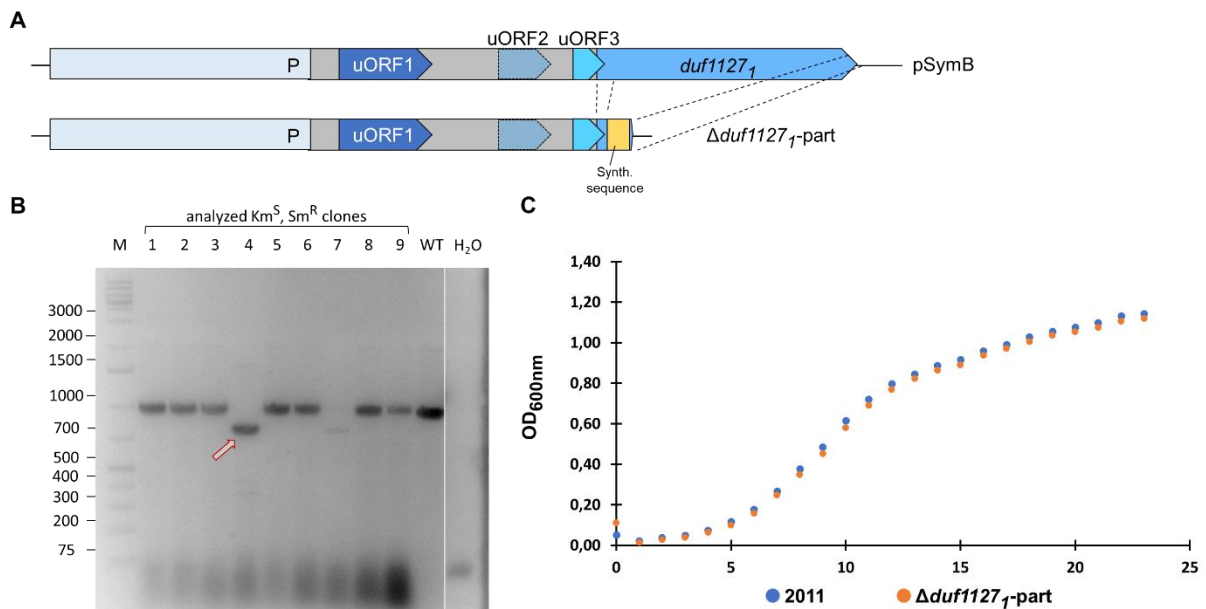 A
uORF2 uORF3
P uORF1 duf1127₁ pSymB
P uORF1 Δduf1127₁-part
Synth.
sequence
B
analyzed Kmˢ, Smᴿ clones
M 1 2 3 4 5 6 7 8 9 WT H₂O
3000
2000
1500
1000
700
500
400
300
200
75
C
1,40
1,20
1,00
0,80
0,60
0,40
0,20
0,00
OD600nm
0 5 10 15 20 25
2011 Δduf1127₁-part